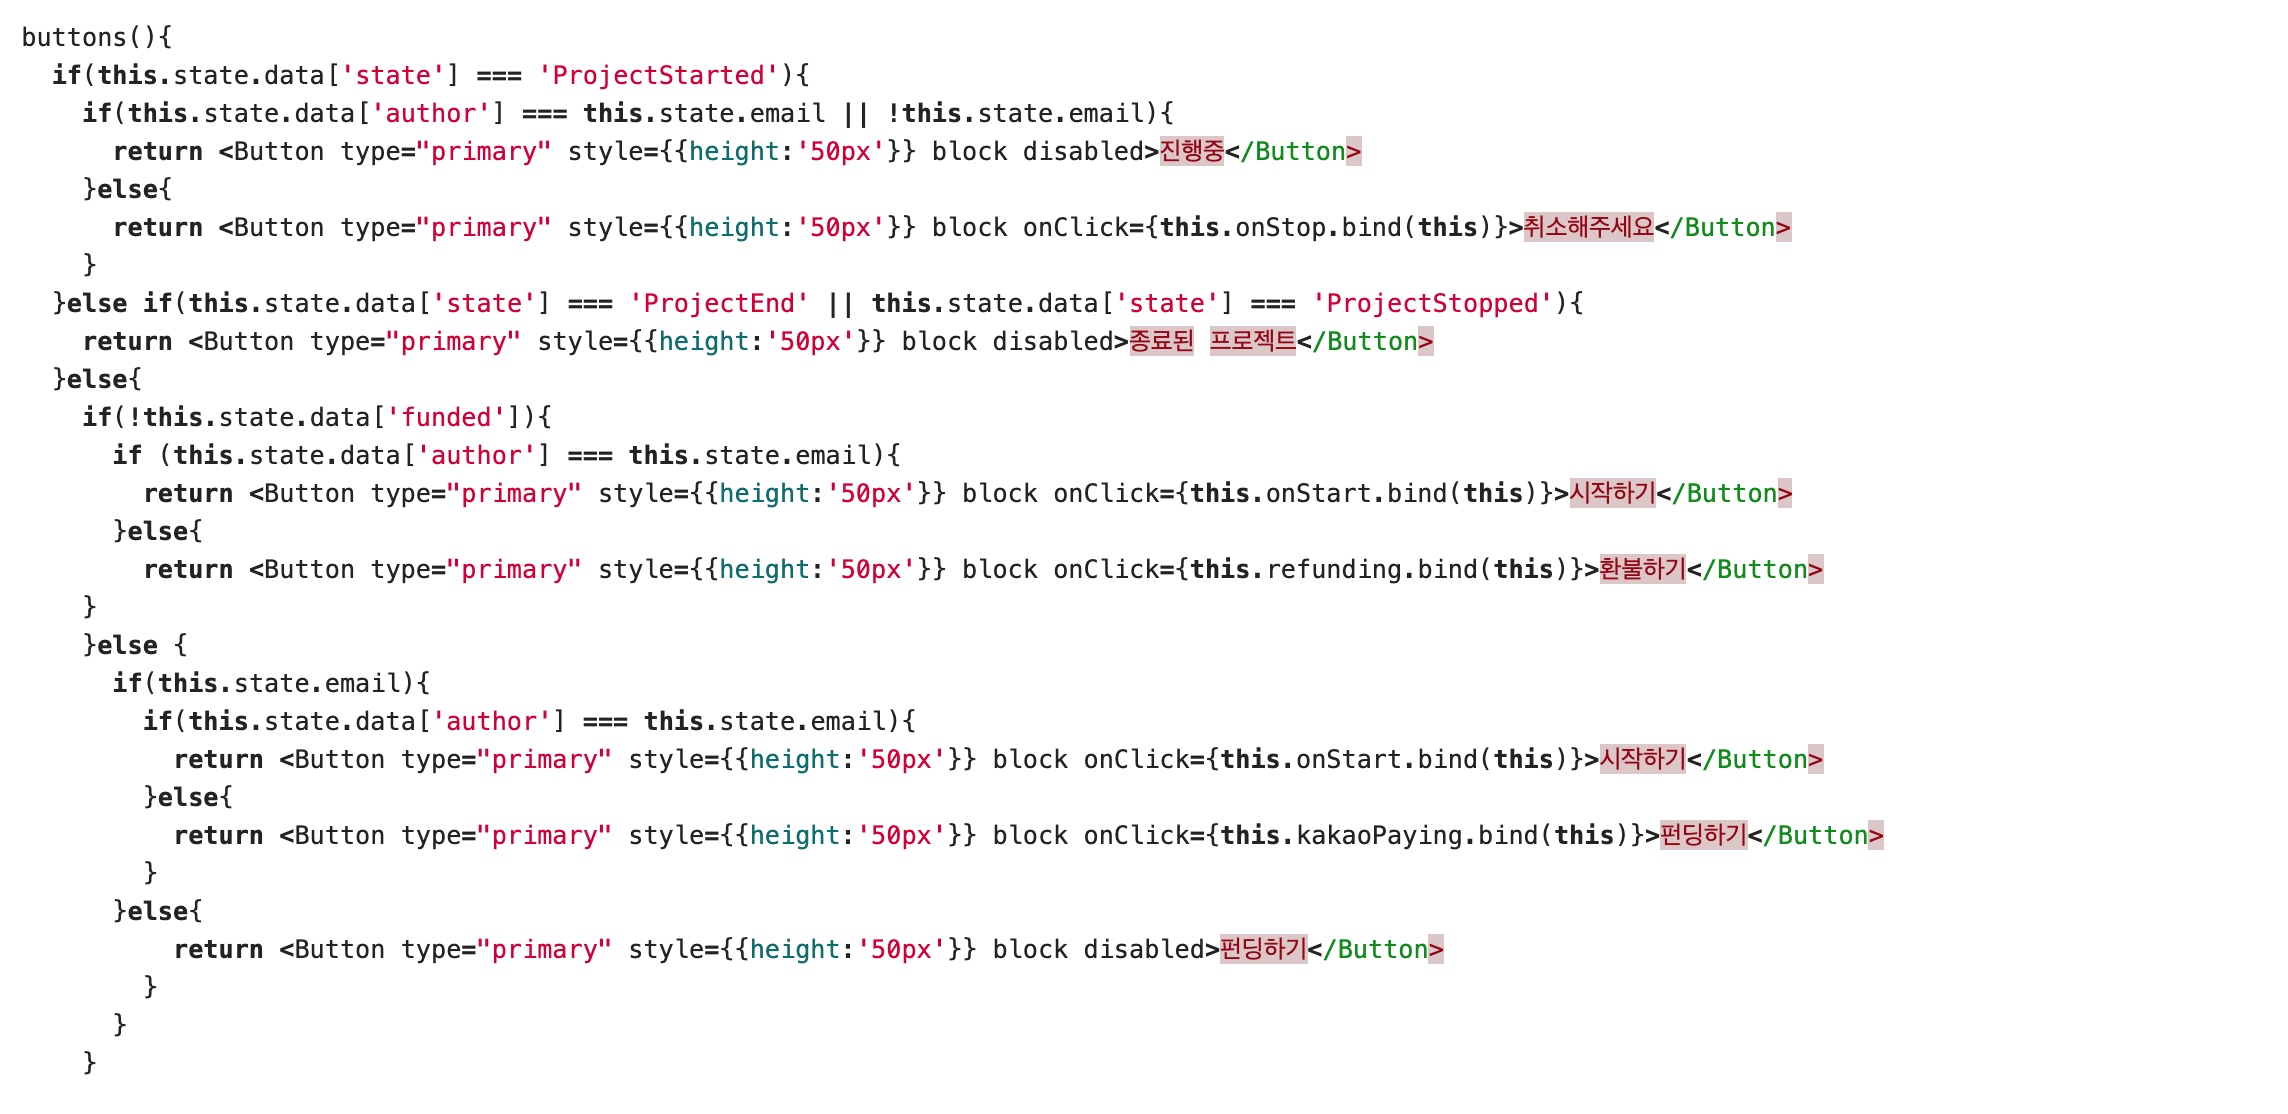 buttons(){
  if(this.state.data['state'] === 'ProjectStarted'){
    if(this.state.data['author'] === this.state.email || !this.state.email){
      return <Button type="primary" style={{height:'50px'}} block disabled>진행중</Button>
    }else{
      return <Button type="primary" style={{height:'50px'}} block onClick={this.onStop.bind(this)}>취소해주세요</Button>
    }
  }else if(this.state.data['state'] === 'ProjectEnd' || this.state.data['state'] === 'ProjectStopped'){
    return <Button type="primary" style={{height:'50px'}} block disabled>종료된 프로젝트</Button>
  }else{
    if(!this.state.data['funded']){
      if (this.state.data['author'] === this.state.email){
        return <Button type="primary" style={{height:'50px'}} block onClick={this.onStart.bind(this)}>시작하기</Button>
      }else{
        return <Button type="primary" style={{height:'50px'}} block onClick={this.refunding.bind(this)}>환불하기</Button>
    }
    }else {
      if(this.state.email){
        if(this.state.data['author'] === this.state.email){
          return <Button type="primary" style={{height:'50px'}} block onClick={this.onStart.bind(this)}>시작하기</Button>
        }else{
          return <Button type="primary" style={{height:'50px'}} block onClick={this.kakaoPaying.bind(this)}>펀딩하기</Button>
        }
      }else{
          return <Button type="primary" style={{height:'50px'}} block disabled>펀딩하기</Button>
        }
      }
    }